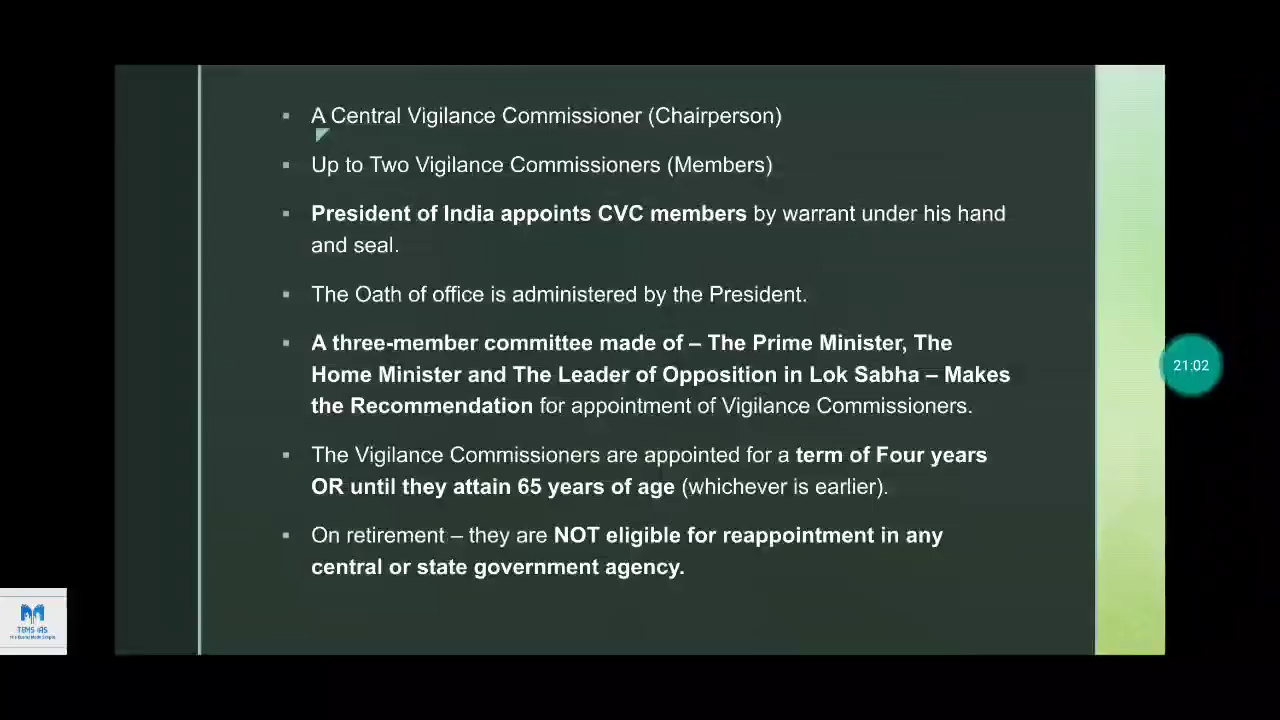 A Central Vigilance Commissioner (Chairperson)
Up to Two Vigilance Commissioners (Members)
President of India appoints CVC members by warrant under his hand
and seal.
The Oath of office is administered by the President.
A three-member committee made of – The Prime Minister, The
Home Minister and The Leader of Opposition in Lok Sabha – Makes
the Recommendation for appointment of Vigilance Commissioners.
The Vigilance Commissioners are appointed for a term of Four years
OR until they attain 65 years of age (whichever is earlier).
On retirement – they are NOT eligible for reappointment in any
central or state government agency.
21:02
TEMS IAS